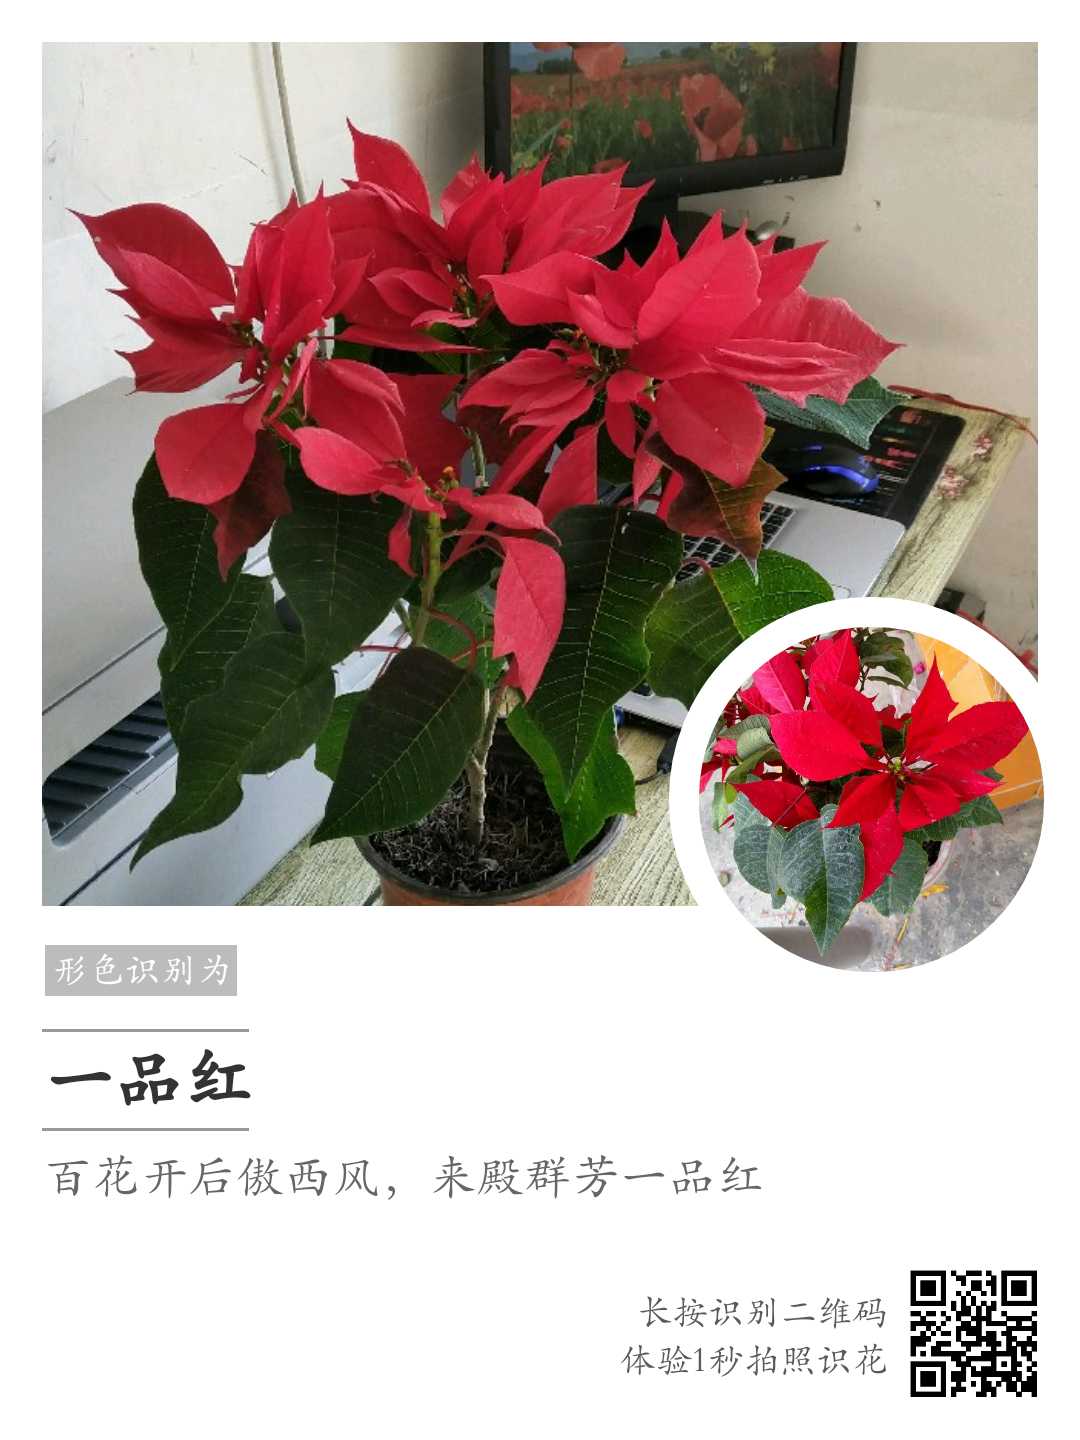 形色识别为
一品红
百花开后傲西风，来殿群芳一品红
长按识别二维码
体验1秒拍照识花